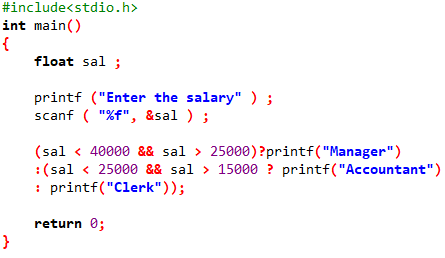 #include<stdio.h>
int main()
{
float sal ;
printf ("Enter the salary" ) ;
scanf ( "%f", &sal ) ;
(sal < 40000 && sal > 25000)?printf("Manager")
:(sal < 25000 && sal > 15000 ? printf("Accountant")
: printf("Clerk"));
return 0;
}